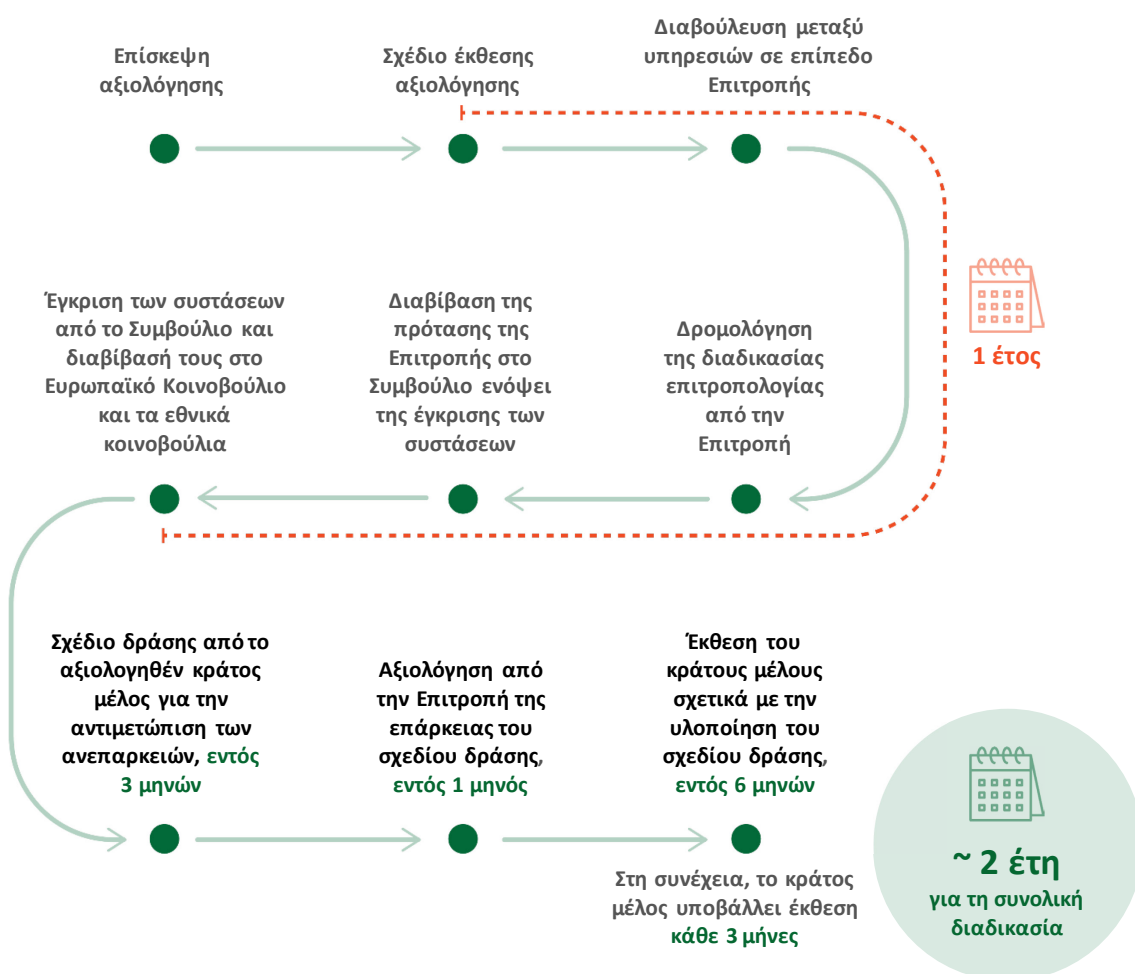 Επίσκεψη
αξιολόγησης
Σχέδιο έκθεσης
αξιολόγησης
Διαβούλευση μεταξύ
υπηρεσιών σε επίπεδο
Επιτροπής
1 έτος
Δρομολόγηση
της διαδικασίας
επιτροπολογίας
από την
Επιτροπή
Διαβίβαση της
πρότασης της
Επιτροπής στο
Συμβούλιο ενόψει
της έγκρισης των
συστάσεων
Έγκριση των συστάσεων
από το Συμβούλιο και
διαβίβασή τους στο
Ευρωπαϊκό Κοινοβούλιο
και τα εθνικά
κοινοβούλια
Σχέδιο δράσης από το
αξιολογηθέν κράτος
μέλος για την
αντιμετώπιση των
ανεπαρκειών, εντός
3 μηνών
Αξιολόγηση από
την Επιτροπή της
επάρκειας του
σχεδίου δράσης,
εντός 1 μηνός
Έκθεση του
κράτους μέλους
σχετικά με την
υλοποίηση του
σχεδίου δράσης,
εντός 6 μηνών
Στη συνέχεια, το κράτος
μέλος υποβάλλει έκθεση
κάθε 3 μήνες
~ 2 έτη
για τη συνολική
διαδικασία